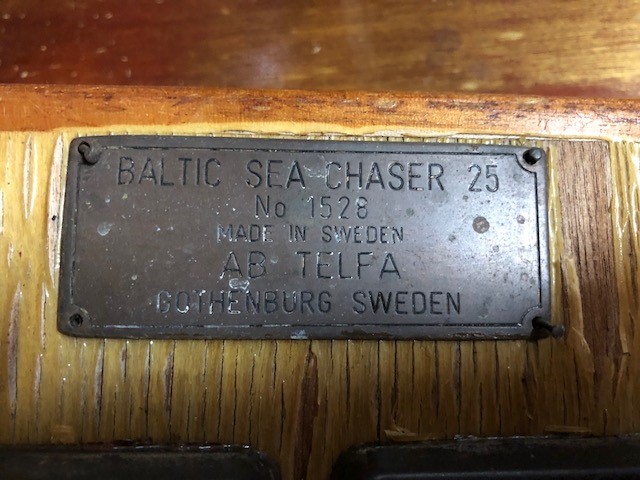 BALTIC SEA CHASER 25
No 1528
MADE IN SWEDEN
AB TELFA
GOTHENBURG SWEDEN